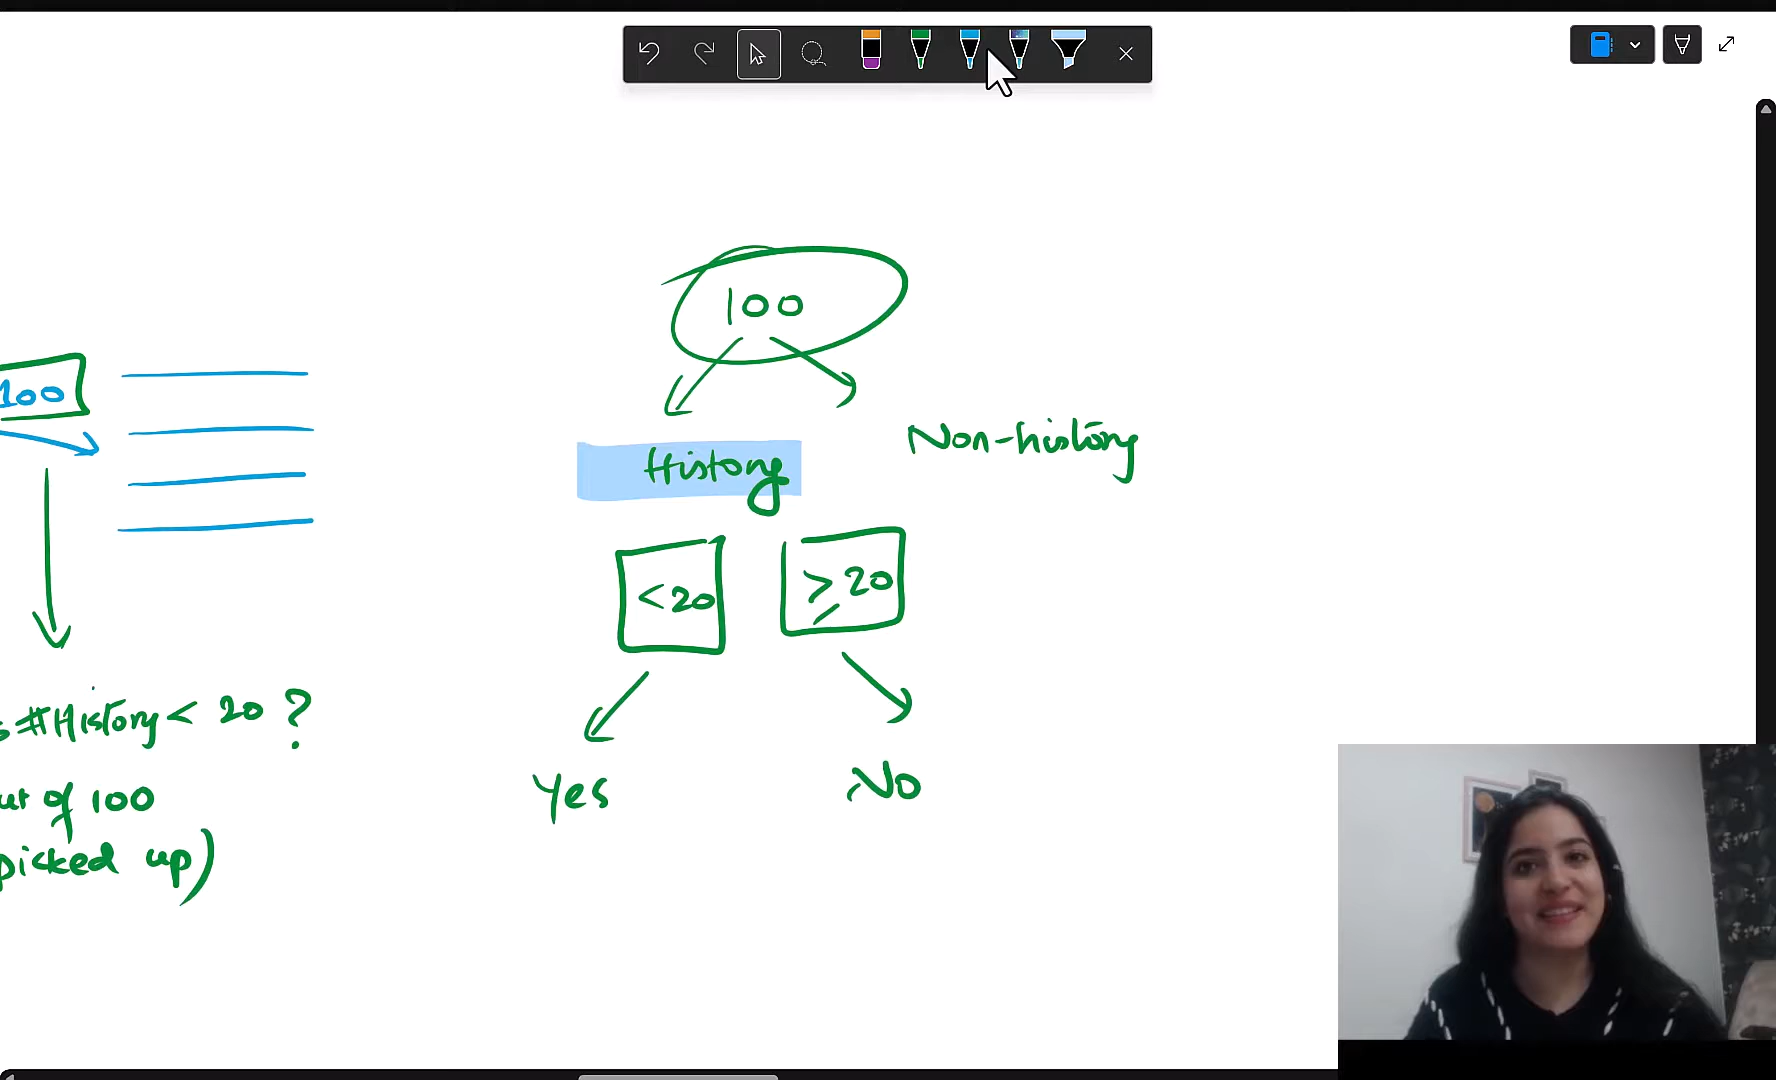 100
History
Non-history
<20
≥20
Yes
No
100
#History < 20 ?
of 100
picked up)